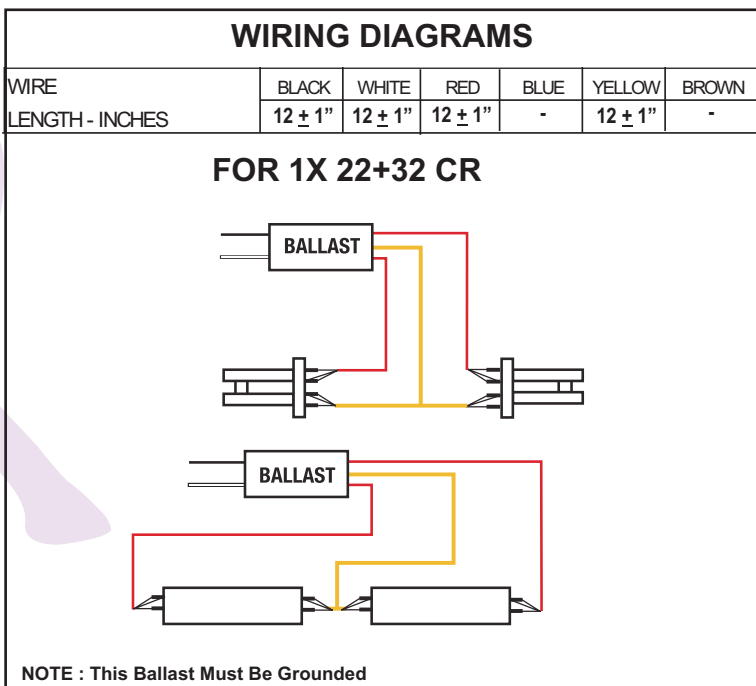 WIRING DIAGRAMS
WIRE BLACK WHITE RED BLUE YELLOW BROWN
LENGTH - INCHES 12 ± 1” 12 ± 1” 12 ± 1” - 12 ± 1” -
FOR 1X 22+32 CR
BALLAST
BALLAST
NOTE : This Ballast Must Be Grounded